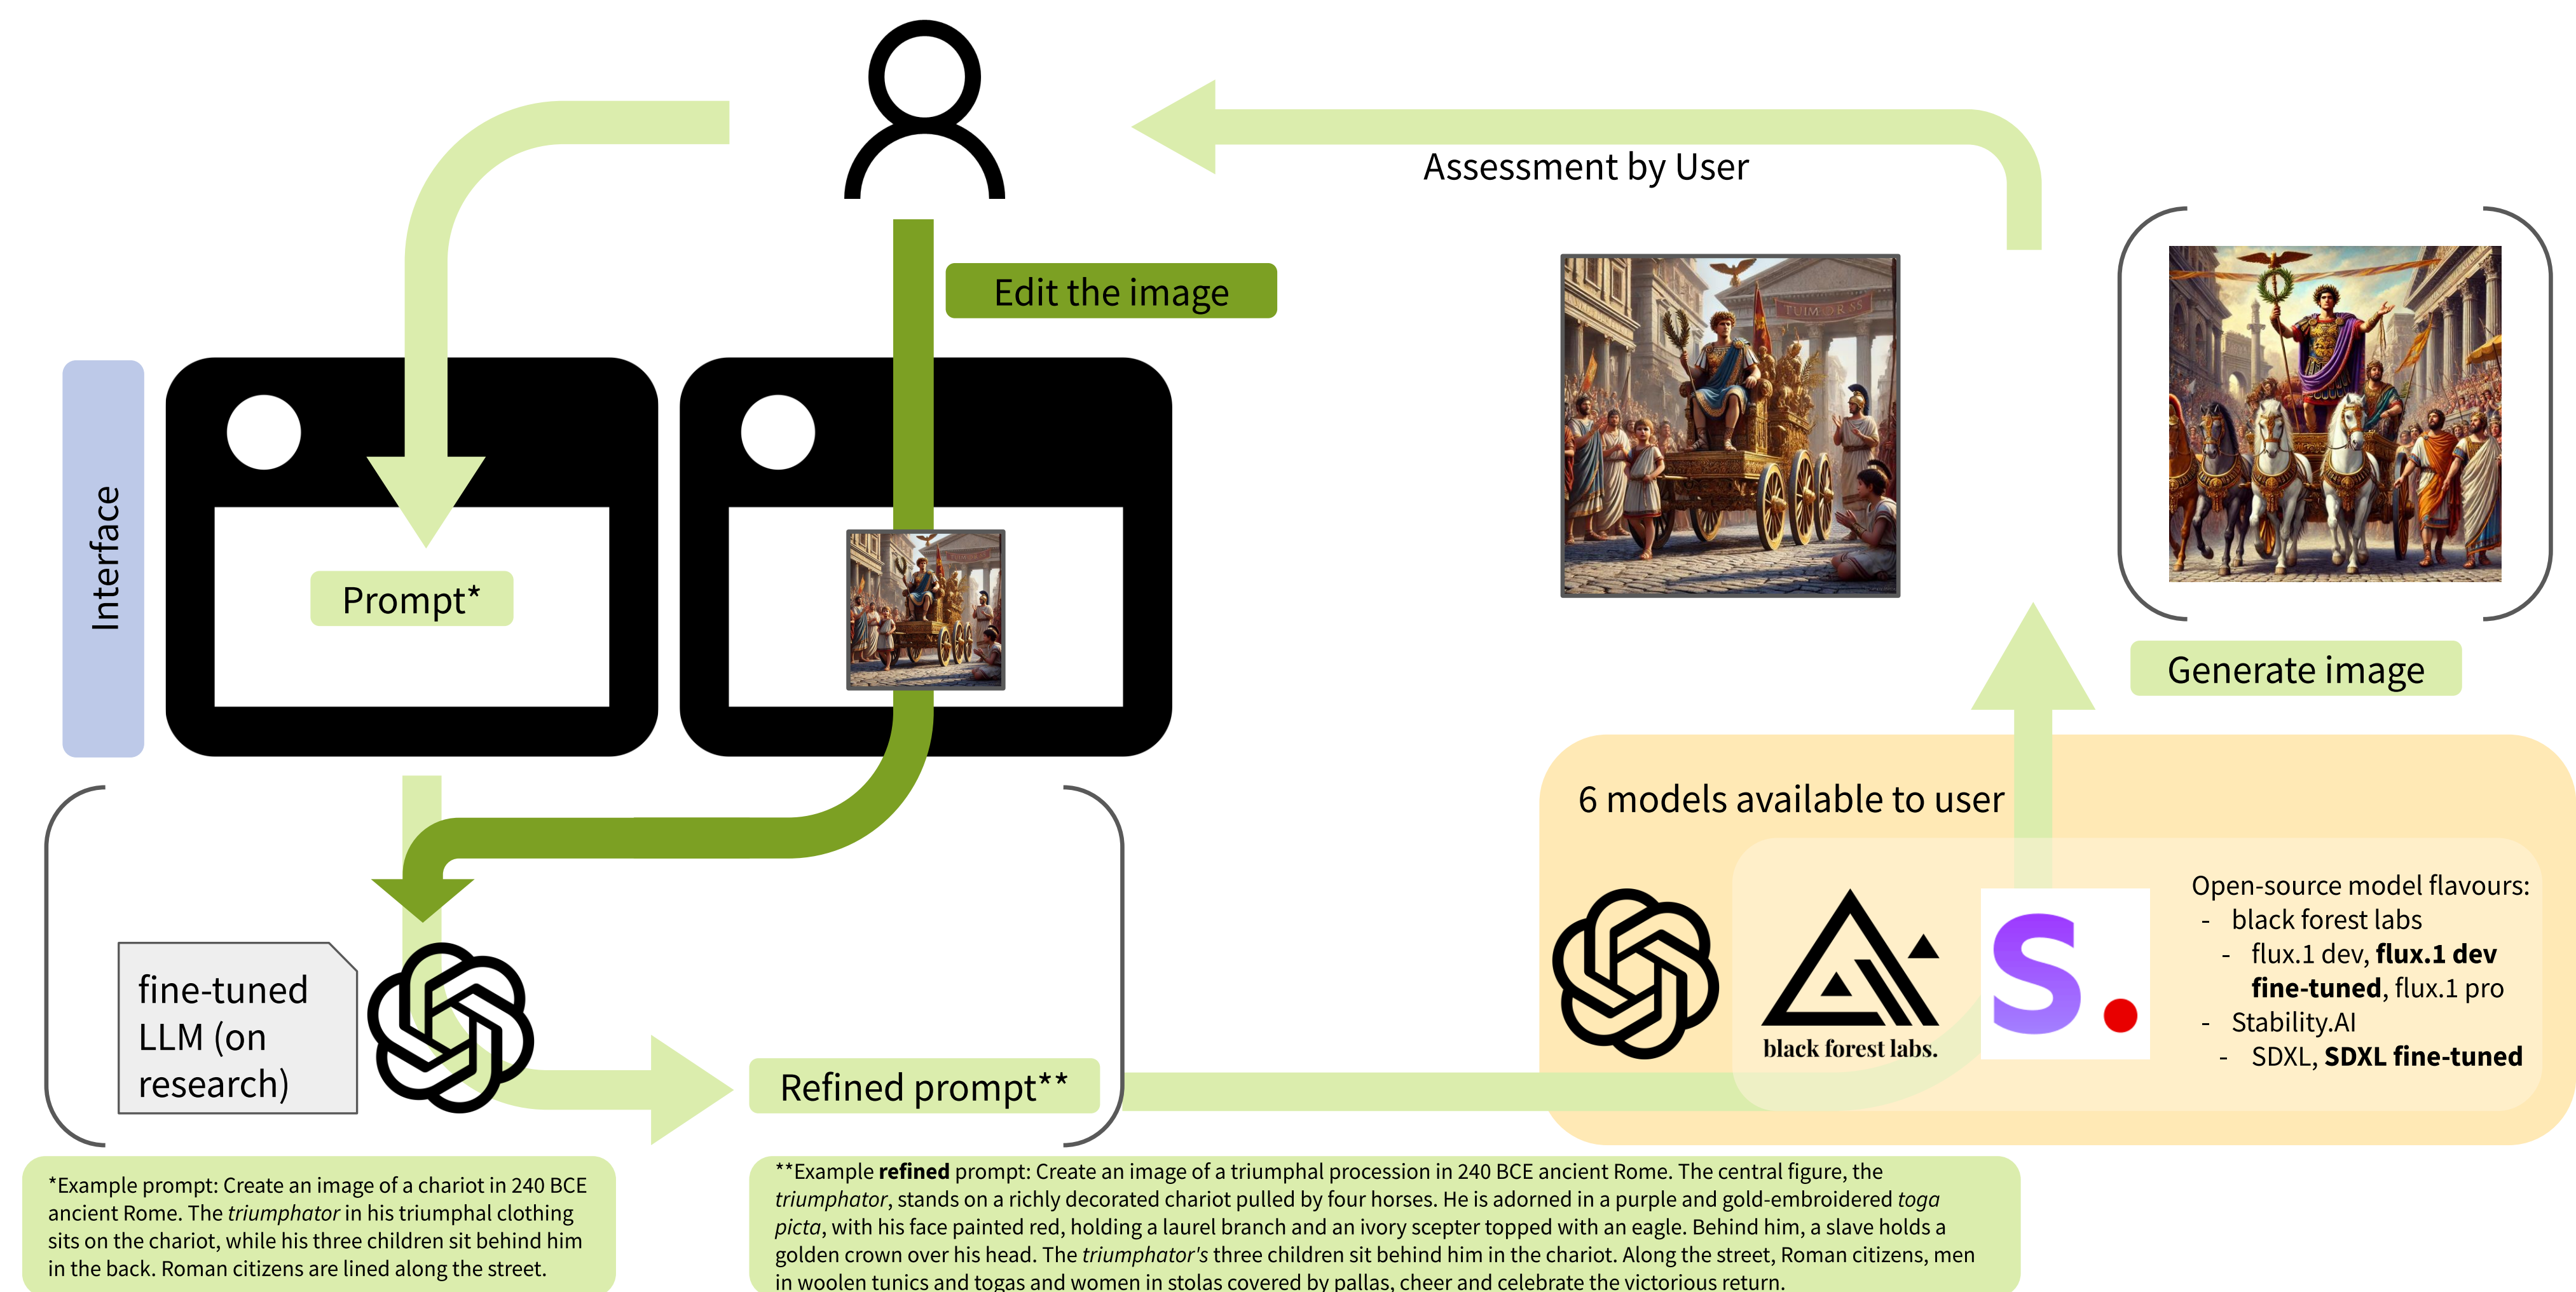 Assessment by User
Edit the image
TUIM
Interface
Prompt*
Generate image
6 models available to user
Open-source model flavours:
- black forest labs
- flux.1 dev, flux.1 dev
fine-tuned, flux.1 pro
- Stability.AI
- SDXL, SDXL fine-tuned
S.
black forest labs.
fine-tuned
LLM (on
research)
Refined prompt**
*Example prompt: Create an image of a chariot in 240 BCE
ancient Rome. The triumphator in his triumphal clothing
sits on the chariot, while his three children sit behind him
in the back. Roman citizens are lined along the street.
**Example refined prompt: Create an image of a triumphal procession in 240 BCE ancient Rome. The central figure, the
triumphator, stands on a richly decorated chariot pulled by four horses. He is adorned in a purple and gold-embroidered toga
picta, with his face painted red, holding a laurel branch and an ivory scepter topped with an eagle. Behind him, a slave holds a
golden crown over his head. The triumphator's three children sit behind him in the chariot. Along the street, Roman citizens, men
in woolen tunics and togas and women in stolas covered by pallas, cheer and celebrate the victorious return.